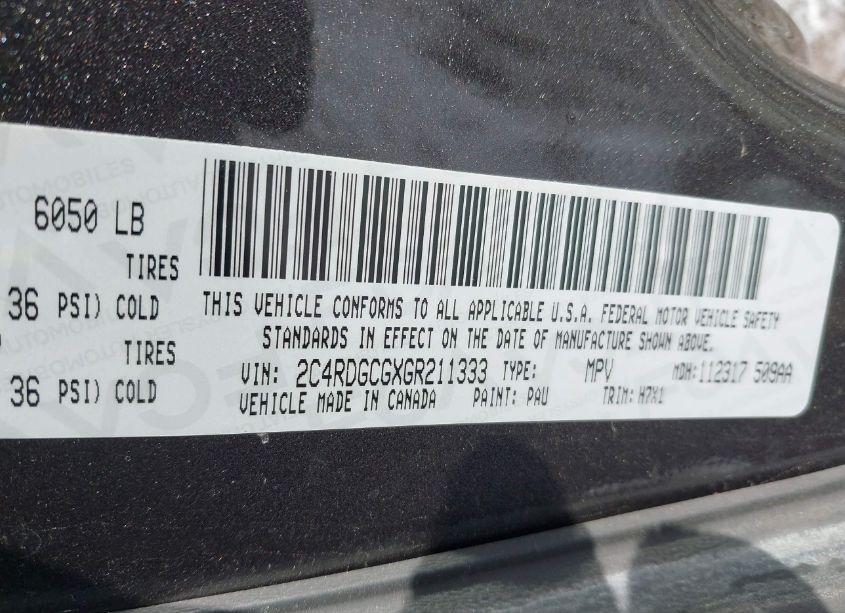 6050 LB
TIRES
36 PSI) COLD
TIRES
36 PSI) COLD
THIS VEHICLE CONFORMS TO ALL APPLICABLE U.S.A. FEDERAL MOTOR VEHICLE SAFETY
STANDARDS IN EFFECT ON THE DATE OF MANUFACTURE SHOWN ABOVE.
VIN: 2C4RDGCGXGR211333 TYPE: MPV MDH: 112317 509AA
VEHICLE MADE IN CANADA PAINT: PAU TRIM: H7X1